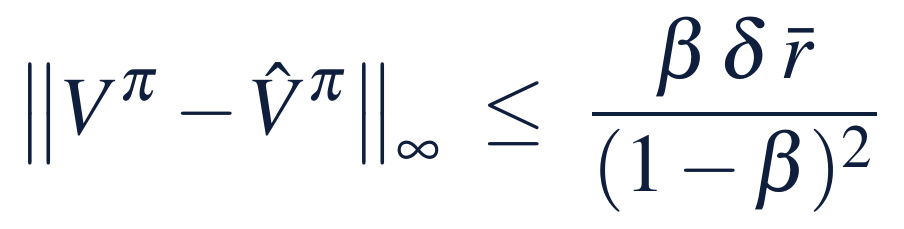 ‖V^π − V̂^π‖_∞ ≤ β δ r̄ / (1 − β)²